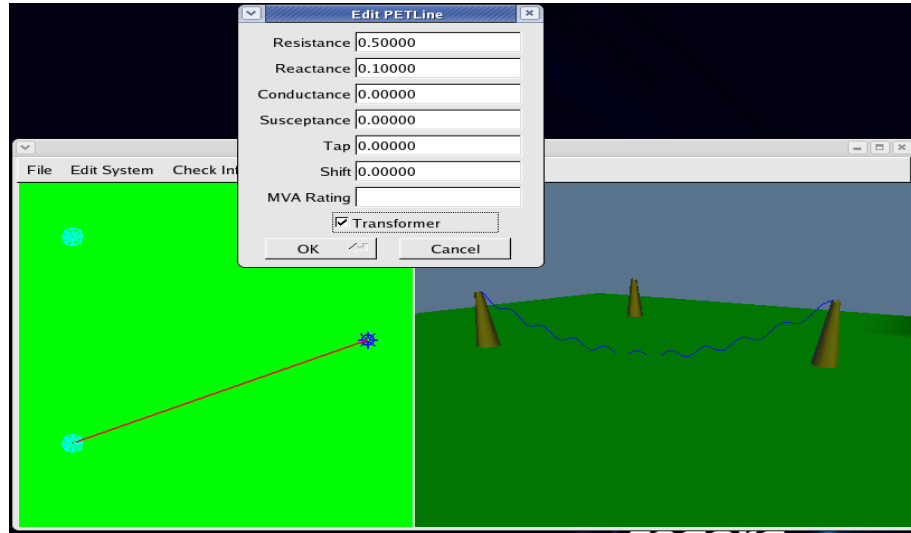 Edit PETLine
Resistance 0.50000
Reactance 0.10000
Conductance 0.00000
Susceptance 0.00000
Tap 0.00000
Shift 0.00000
MVA Rating
Transformer
OK Cancel
File Edit System Check In